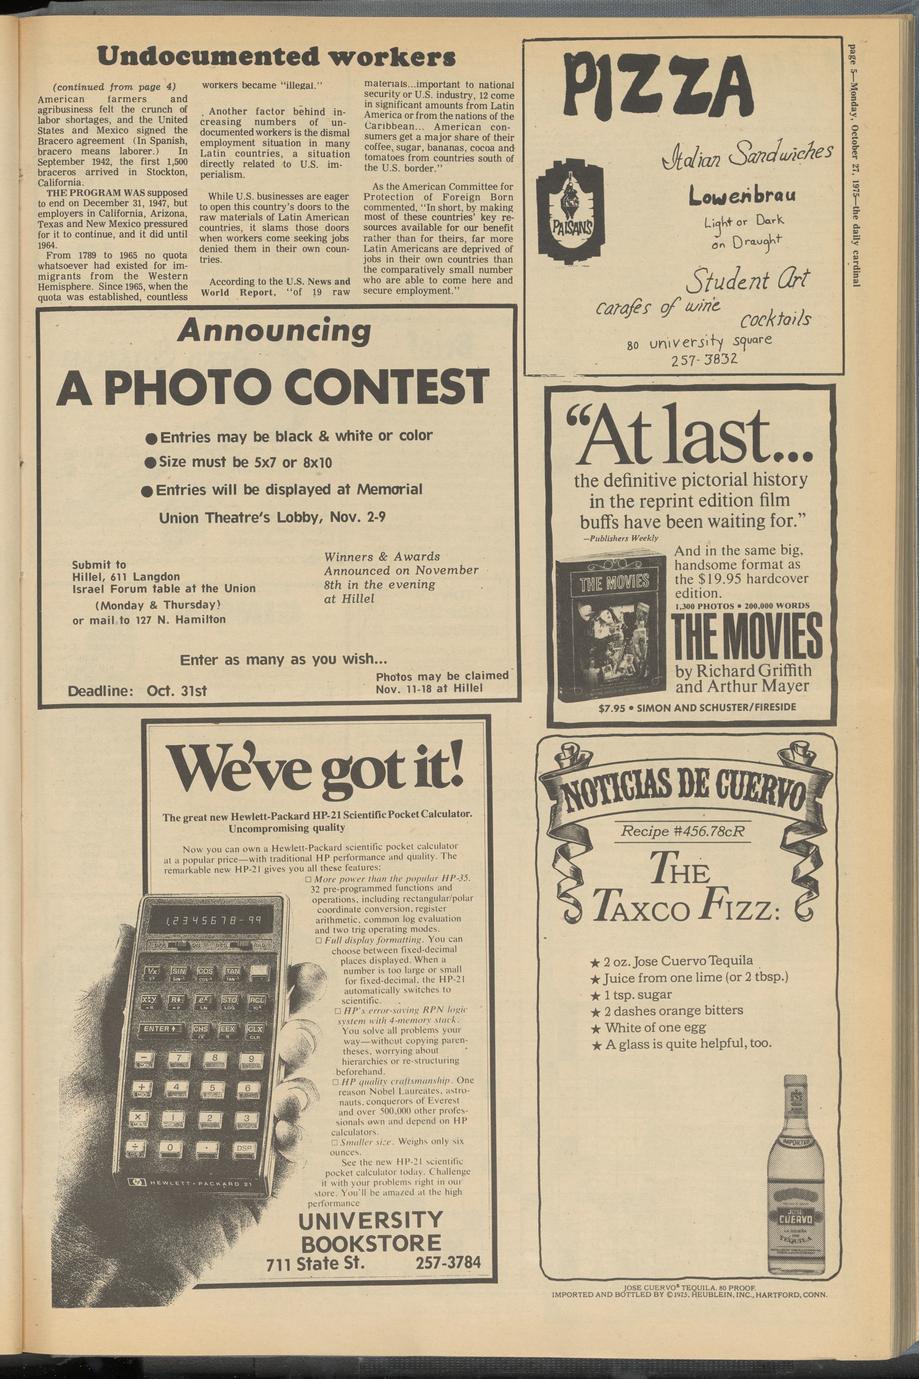 Undocumented workers
(continued from page 4)
American farmers and
agribusiness felt the crunch of
labor shortages, and the United
States and Mexico signed the
Bracero agreement (In Spanish,
bracero means laborer.) In
September 1942, the first 1,500
braceros arrived in Stockton,
California.
THE PROGRAM WAS supposed
to end on December 31, 1947, but
employers in California, Arizona,
Texas and New Mexico pressured
for it to continue, and it did until
1964.
From 1789 to 1965 no quota
whatsoever had existed for im-
migrants from the Western
Hemisphere. Since 1965, when the
quota was established, countless
workers became "illegal."
Another factor behind in-
creasing numbers of un-
documented workers is the dismal
employment situation in many
Latin countries, a situation
directly related to U.S. im-
perialism.
While U.S. businesses are eager
to open this country's doors to the
raw materials of Latin American
countries, it slams those doors
when workers come seeking jobs
denied them in their own coun-
tries.
According to the U.S. News and
World Report, "of 19 raw
materials...important to national
security or U.S. industry, 12 come
in significant amounts from Latin
America or from the nations of the
Caribbean... American con-
sumers get a major share of their
coffee, sugar, bananas, cocoa and
tomatoes from countries south of
the U.S. border."
As the American Committee for
Protection of Foreign Born
commented, "In short, by making
most of these countries' key re-
sources available for our benefit
rather than for theirs, far more
Latin Americans are deprived of
jobs in their own countries than
the comparatively small number
who are able to come here and
secure employment."
page 5—Monday, October 27, 1975—the daily cardinal
PIZZA
Italian Sandwiches
Lowenbrau
Light or Dark
on Draught
PAISANS
Student Art
carafes of wine
cocktails
80 university square
257-3832
Announcing
A PHOTO CONTEST
● Entries may be black & white or color
● Size must be 5x7 or 8x10
● Entries will be displayed at Memorial
Union Theatre's Lobby, Nov. 2-9
Submit to
Hillel, 611 Langdon
Israel Forum table at the Union
(Monday & Thursday)
or mail to 127 N. Hamilton
Winners & Awards
Announced on November
8th in the evening
at Hillel
Enter as many as you wish...
Deadline: Oct. 31st
Photos may be claimed
Nov. 11-18 at Hillel
"At last...
the definitive pictorial history
in the reprint edition film
buffs have been waiting for."
—Publishers Weekly
And in the same big,
handsome format as
the $19.95 hardcover
edition.
1,300 PHOTOS • 200,000 WORDS
THE MOVIES
THE MOVIES
by Richard Griffith
and Arthur Mayer
$7.95 • SIMON AND SCHUSTER/FIRESIDE
We've got it!
The great new Hewlett-Packard HP-21 Scientific Pocket Calculator.
Uncompromising quality
Now you can own a Hewlett-Packard scientific pocket calculator
at a popular price—with traditional HP performance and quality. The
remarkable new HP-21 gives you all these features:
□ More power than the popular HP-35.
32 pre-programmed functions and
operations, including rectangular/polar
coordinate conversion, register
arithmetic, common log evaluation
and two trig operating modes.
□ Full display formatting. You can
choose between fixed-decimal
places displayed. When a
number is too large or small
for fixed-decimal, the HP-21
automatically switches to
scientific.
□ HP's error-saving RPN logic
system with 4-memory stack.
You solve all problems your
way—without copying paren-
theses, worrying about
hierarchies or re-structuring
beforehand.
□ HP quality craftsmanship. One
reason Nobel Laureates, astro-
nauts, conquerors of Everest
and over 500,000 other profes-
sionals own and depend on HP
calculators.
□ Smaller size. Weighs only six
ounces.
See the new HP-21 scientific
pocket calculator today. Challenge
it with your problems right in our
store. You'll be amazed at the high
performance
1.2345678-99
√x SIN COS TAN
x⇄y R↓ eˣ STO RCL
ENTER↑ CHS EEX CLX
− 7 8 9
+ 4 5 6
× 1 2 3
÷ 0 · DSP
hp HEWLETT·PACKARD 21
UNIVERSITY
BOOKSTORE
711 State St. 257-3784
NOTICIAS DE CUERVO
Recipe #456.78cR
THE
TAXCO FIZZ:
★ 2 oz. Jose Cuervo Tequila
★ Juice from one lime (or 2 tbsp.)
★ 1 tsp. sugar
★ 2 dashes orange bitters
★ White of one egg
★ A glass is quite helpful, too.
IMPORTED
JOSE
CUERVO
TEQUILA
JOSE CUERVO® TEQUILA. 80 PROOF.
IMPORTED AND BOTTLED BY © 1975, HEUBLEIN, INC., HARTFORD, CONN.